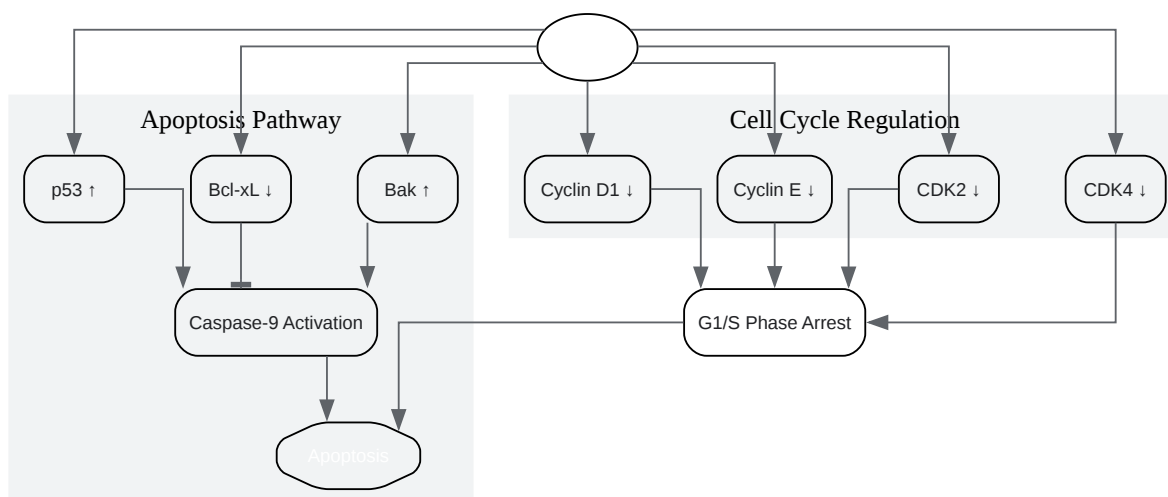 Apoptosis Pathway
Cell Cycle Regulation
p53 ↑
Bcl-xL ↓
Bak ↑
Cyclin D1 ↓
Cyclin E ↓
CDK2 ↓
CDK4 ↓
Caspase-9 Activation
G1/S Phase Arrest
Apoptosis